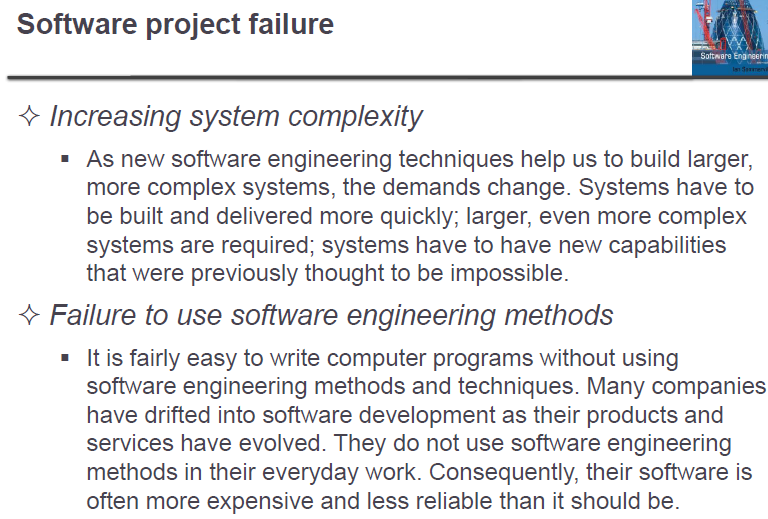 Software project failure
Software Engineering
✧ Increasing system complexity
▪ As new software engineering techniques help us to build larger,
more complex systems, the demands change. Systems have to
be built and delivered more quickly; larger, even more complex
systems are required; systems have to have new capabilities
that were previously thought to be impossible.
✧ Failure to use software engineering methods
▪ It is fairly easy to write computer programs without using
software engineering methods and techniques. Many companies
have drifted into software development as their products and
services have evolved. They do not use software engineering
methods in their everyday work. Consequently, their software is
often more expensive and less reliable than it should be.